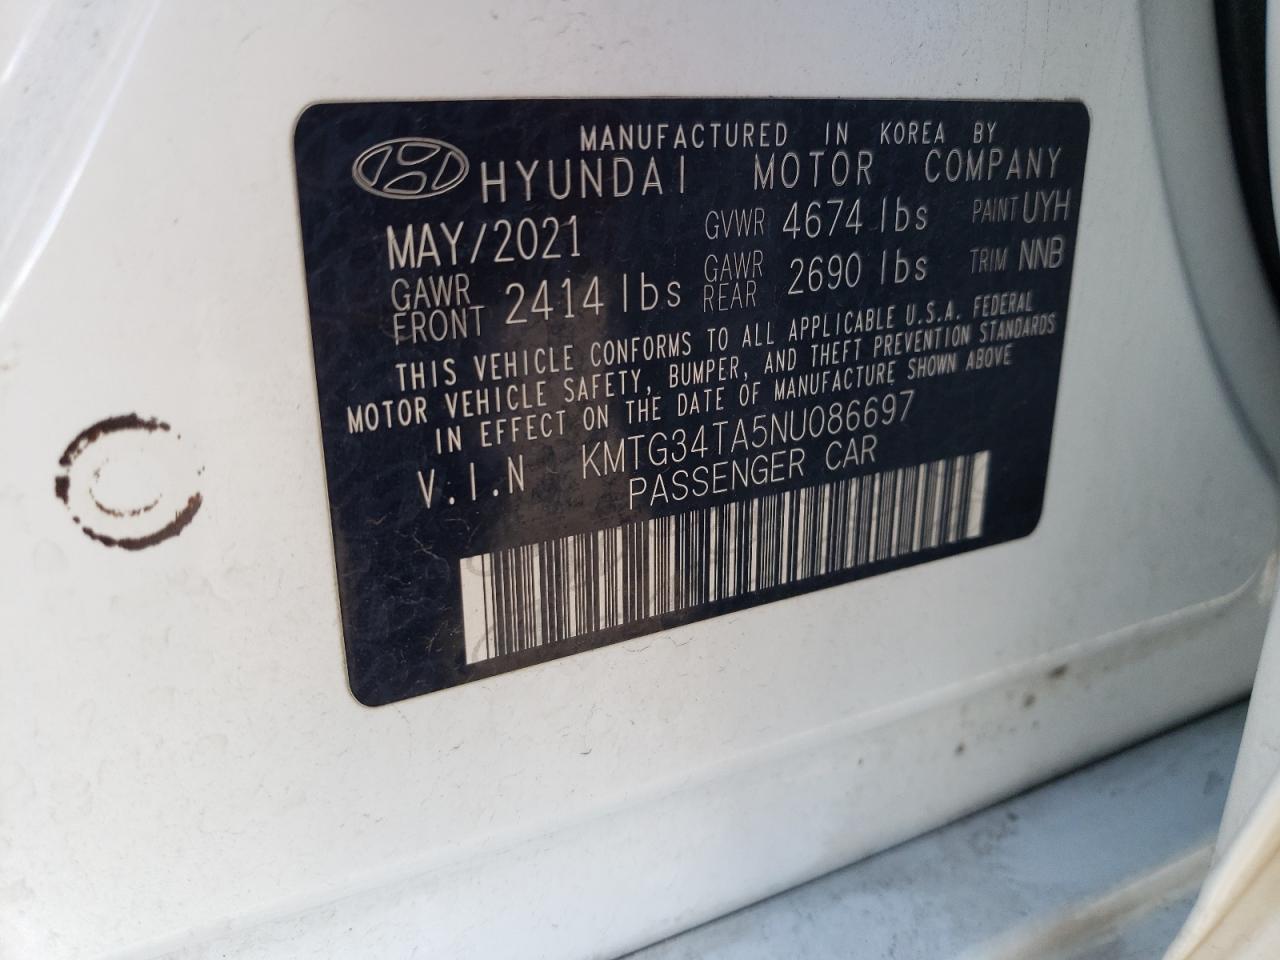 MANUFACTURED IN KOREA BY
HYUNDAI MOTOR COMPANY
MAY/2021 GVWR 4674 lbs PAINT UYH
GAWR FRONT 2414 lbs GAWR REAR 2690 lbs TRIM NNB
THIS VEHICLE CONFORMS TO ALL APPLICABLE U.S.A. FEDERAL
MOTOR VEHICLE SAFETY, BUMPER, AND THEFT PREVENTION STANDARDS
IN EFFECT ON THE DATE OF MANUFACTURE SHOWN ABOVE
V.I.N KMTG34TA5NU086697
PASSENGER CAR